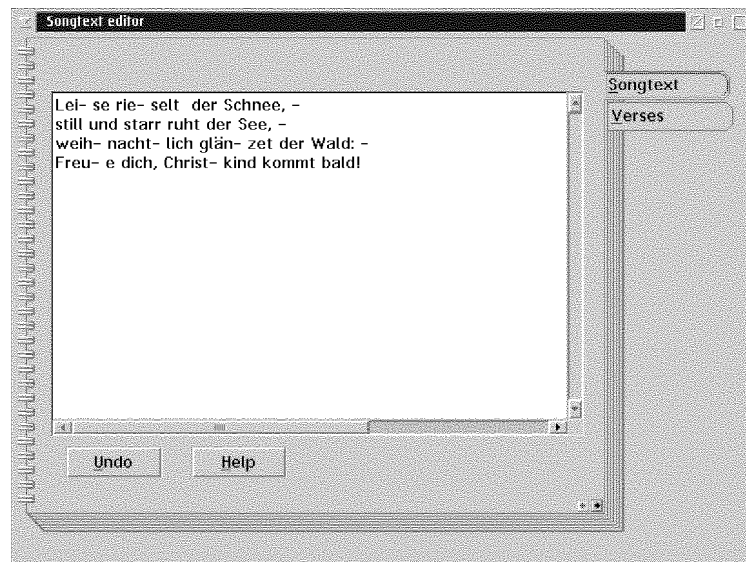 Songtext editor
Songtext
Verses
Lei- se rie- selt  der Schnee, -
still und starr ruht der See, -
weih- nacht- lich glän- zet der Wald: -
Freu- e dich, Christ- kind kommt bald!
Undo
Help